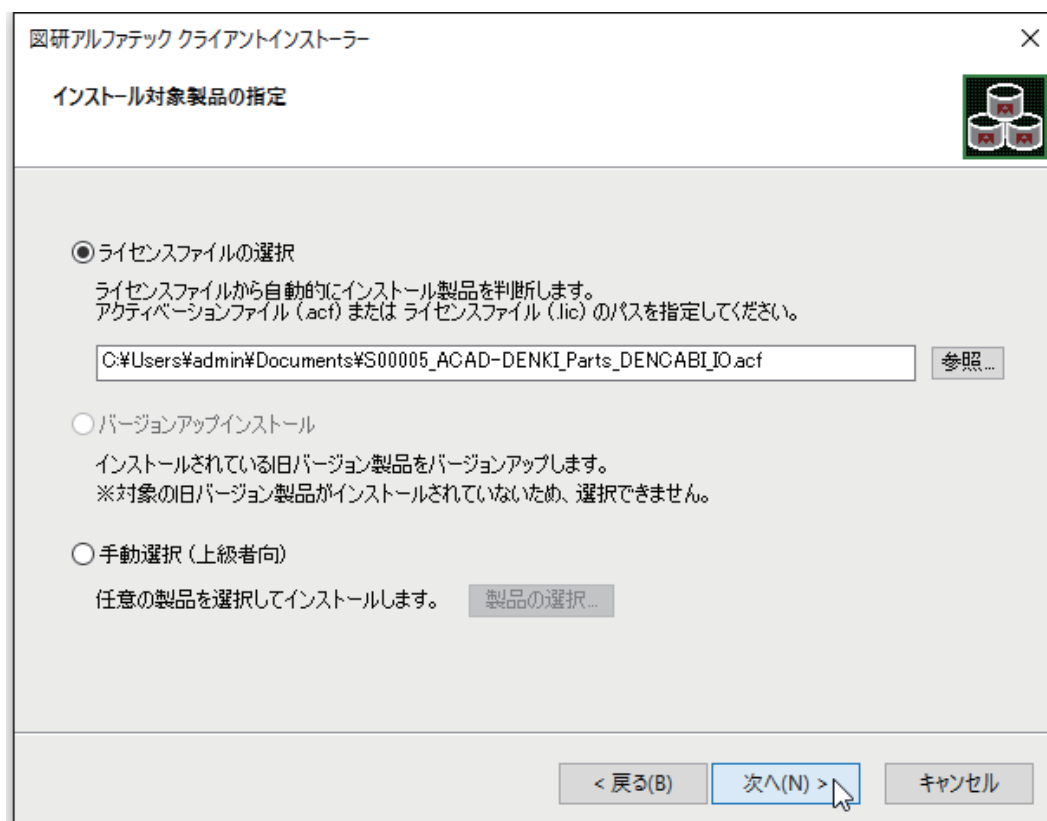 図研アルファテック クライアントインストーラー
インストール対象製品の指定
ライセンスファイルの選択
ライセンスファイルから自動的にインストール製品を判断します。
アクティベーションファイル（.acf）または ライセンスファイル（.lic）のパスを指定してください。
C:¥Users¥admin¥Documents¥S00005_ACAD-DENKI_Parts_DENCABI_IO.acf
参照...
バージョンアップインストール
インストールされている旧バージョン製品をバージョンアップします。
※対象の旧バージョン製品がインストールされていないため、選択できません。
手動選択（上級者向）
任意の製品を選択してインストールします。
製品の選択...
< 戻る(B)
次へ(N) >
キャンセル